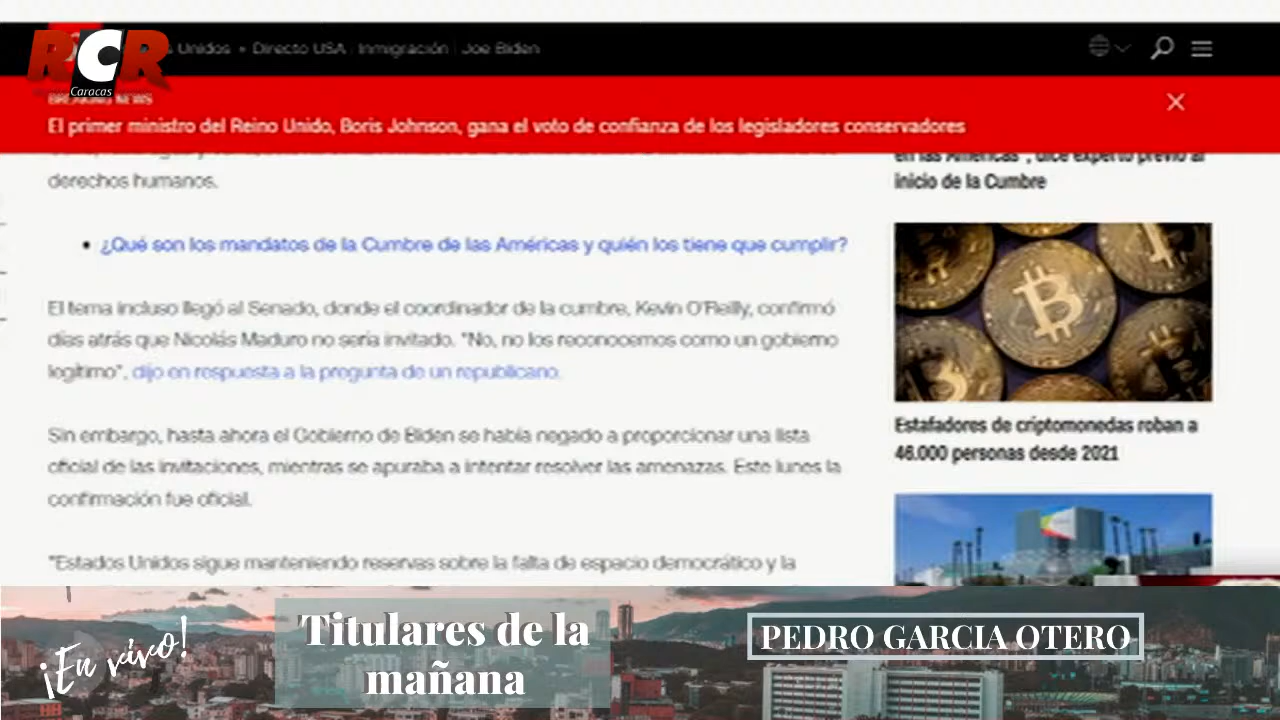 RCR
Caracas
Unidos
Directo USA
Inmigración
Joe Biden
BREAKING NEWS
El primer ministro del Reino Unido, Boris Johnson, gana el voto de confianza de los legisladores conservadores
derechos humanos.
¿Qué son los mandatos de la Cumbre de las Américas y quién los tiene que cumplir?
El tema incluso llegó al Senado, donde el coordinador de la cumbre, Kevin O'Reilly, confirmó
días atrás que Nicolás Maduro no sería invitado. "No, no los reconocemos como un gobierno
legítimo", dijo en respuesta a la pregunta de un republicano.
Sin embargo, hasta ahora el Gobierno de Biden se había negado a proporcionar una lista
oficial de las invitaciones, mientras se apuraba a intentar resolver las amenazas. Este lunes la
confirmación fue oficial.
"Estados Unidos sigue manteniendo reservas sobre la falta de espacio democrático y la
en las Américas", dice experto previo al
inicio de la Cumbre
Estafadores de criptomonedas roban a
46.000 personas desde 2021
¡En vivo!
Titulares de la
mañana
PEDRO GARCIA OTERO